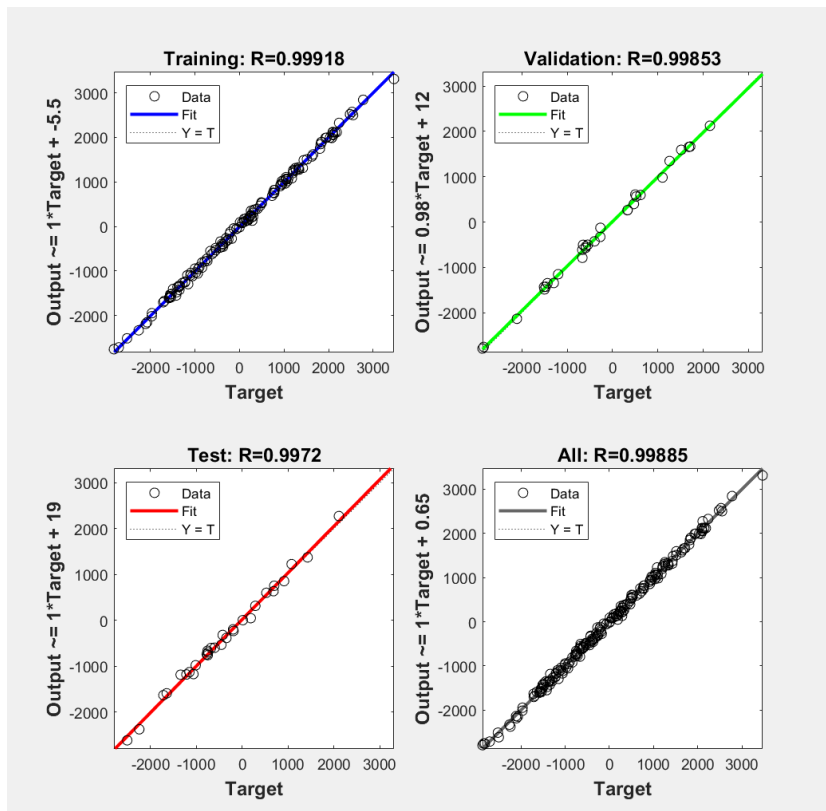 Training: R=0.99918
Output ~= 1*Target + -5.5
3000
2000
1000
0
-1000
-2000
Data
Fit
Y = T
-2000 -1000 0 1000 2000 3000
Target
Validation: R=0.99853
Output ~= 0.98*Target + 12
3000
2000
1000
0
-1000
-2000
Data
Fit
Y = T
-2000 -1000 0 1000 2000 3000
Target
Test: R=0.9972
Output ~= 1*Target + 19
3000
2000
1000
0
-1000
-2000
Data
Fit
Y = T
-2000 -1000 0 1000 2000 3000
Target
All: R=0.99885
Output ~= 1*Target + 0.65
3000
2000
1000
0
-1000
-2000
Data
Fit
Y = T
-2000 -1000 0 1000 2000 3000
Target